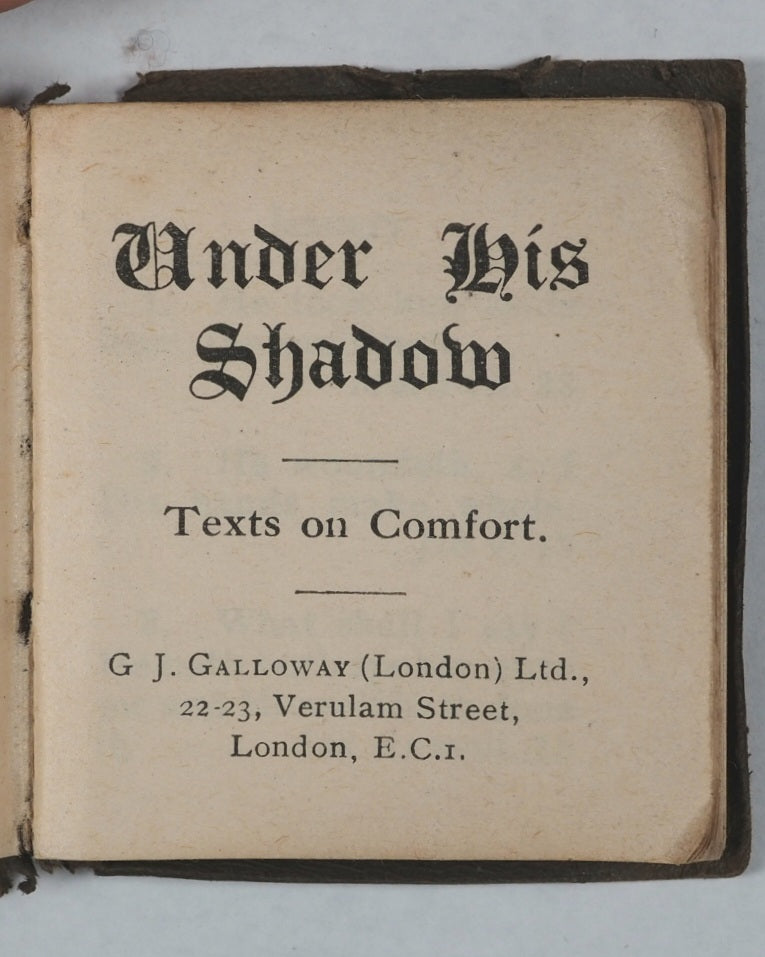 Under His
Shadow
Texts on Comfort.
G J. GALLOWAY (London) Ltd.,
22-23, Verulam Street,
London, E.C.1.